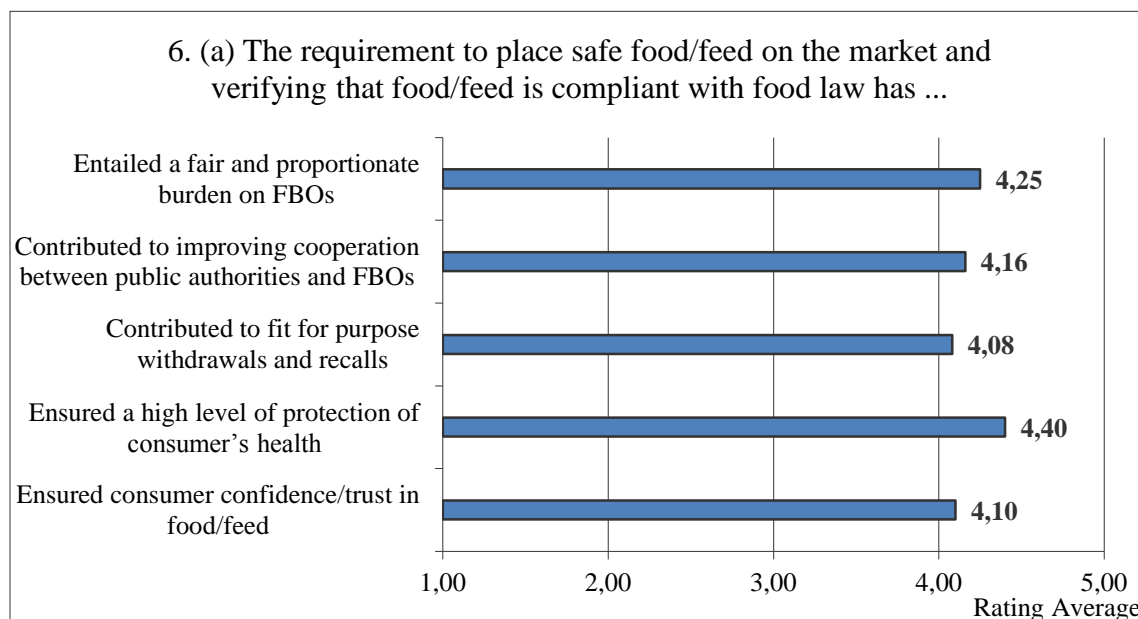 6. (a) The requirement to place safe food/feed on the market and
verifying that food/feed is compliant with food law has ...
Entailed a fair and proportionate
burden on FBOs
4,25
Contributed to improving cooperation
between public authorities and FBOs
4,16
Contributed to fit for purpose
withdrawals and recalls
4,08
Ensured a high level of protection of
consumer’s health
4,40
Ensured consumer confidence/trust in
food/feed
4,10
1,00 2,00 3,00 4,00 5,00
Rating Average